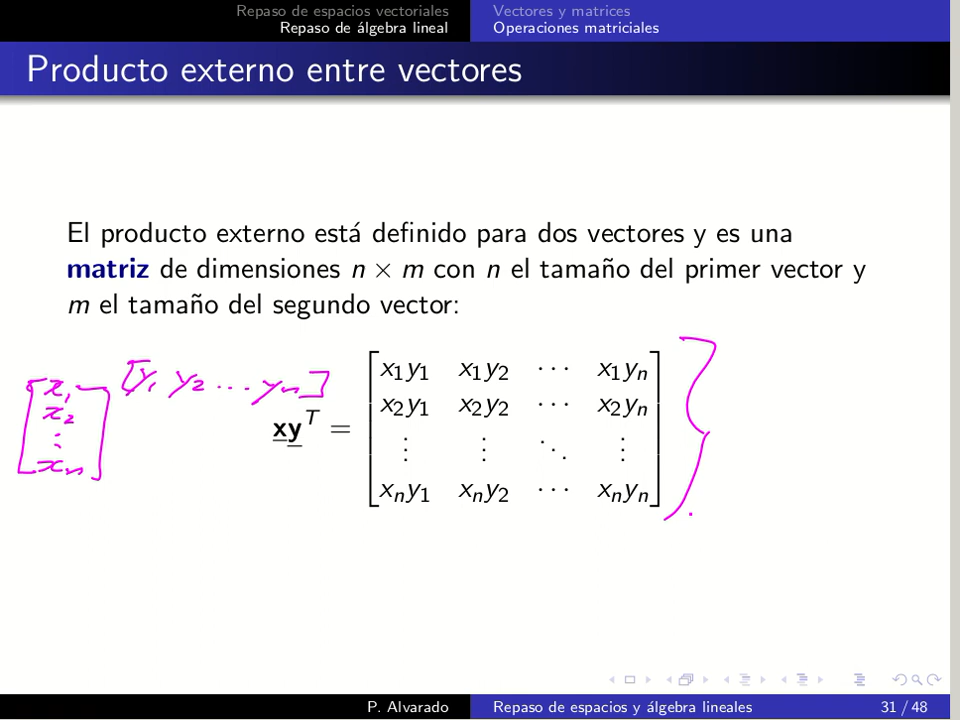 Repaso de espacios vectoriales
Repaso de álgebra lineal
Vectores y matrices
Operaciones matriciales
Producto externo entre vectores
El producto externo está definido para dos vectores y es una
matriz de dimensiones n × m con n el tamaño del primer vector y
m el tamaño del segundo vector:
[x₁ x₂ ⋮ xₙ]
[y₁ y₂ ... yₙ]
xyᵀ =
x₁y₁ x₁y₂ ⋯ x₁yₙ
x₂y₁ x₂y₂ ⋯ x₂yₙ
⋮ ⋮ ⋱ ⋮
xₙy₁ xₙy₂ ⋯ xₙyₙ
P. Alvarado
Repaso de espacios y álgebra lineales
31 / 48